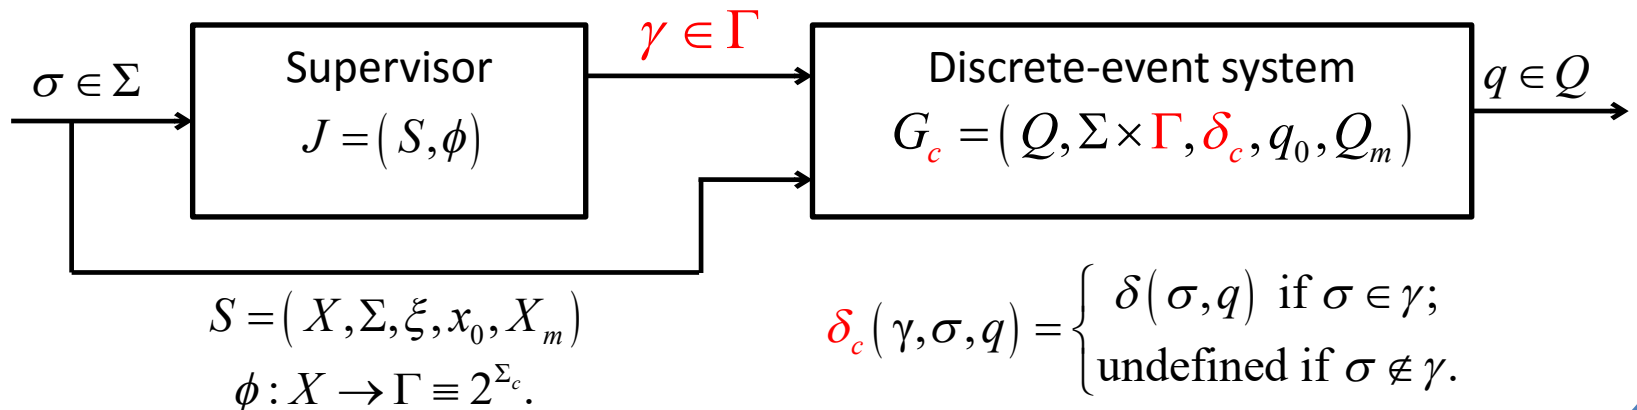 σ ∈ Σ
Supervisor
J = (S, ϕ)
γ ∈ Γ
Discrete-event system
G_c = (Q, Σ × Γ, δ_c, q_0, Q_m)
q ∈ Q
S = (X, Σ, ξ, x_0, X_m)
ϕ : X → Γ ≡ 2^{Σ_c}.
δ_c(γ, σ, q) = { δ(σ, q) if σ ∈ γ;
undefined if σ ∉ γ.